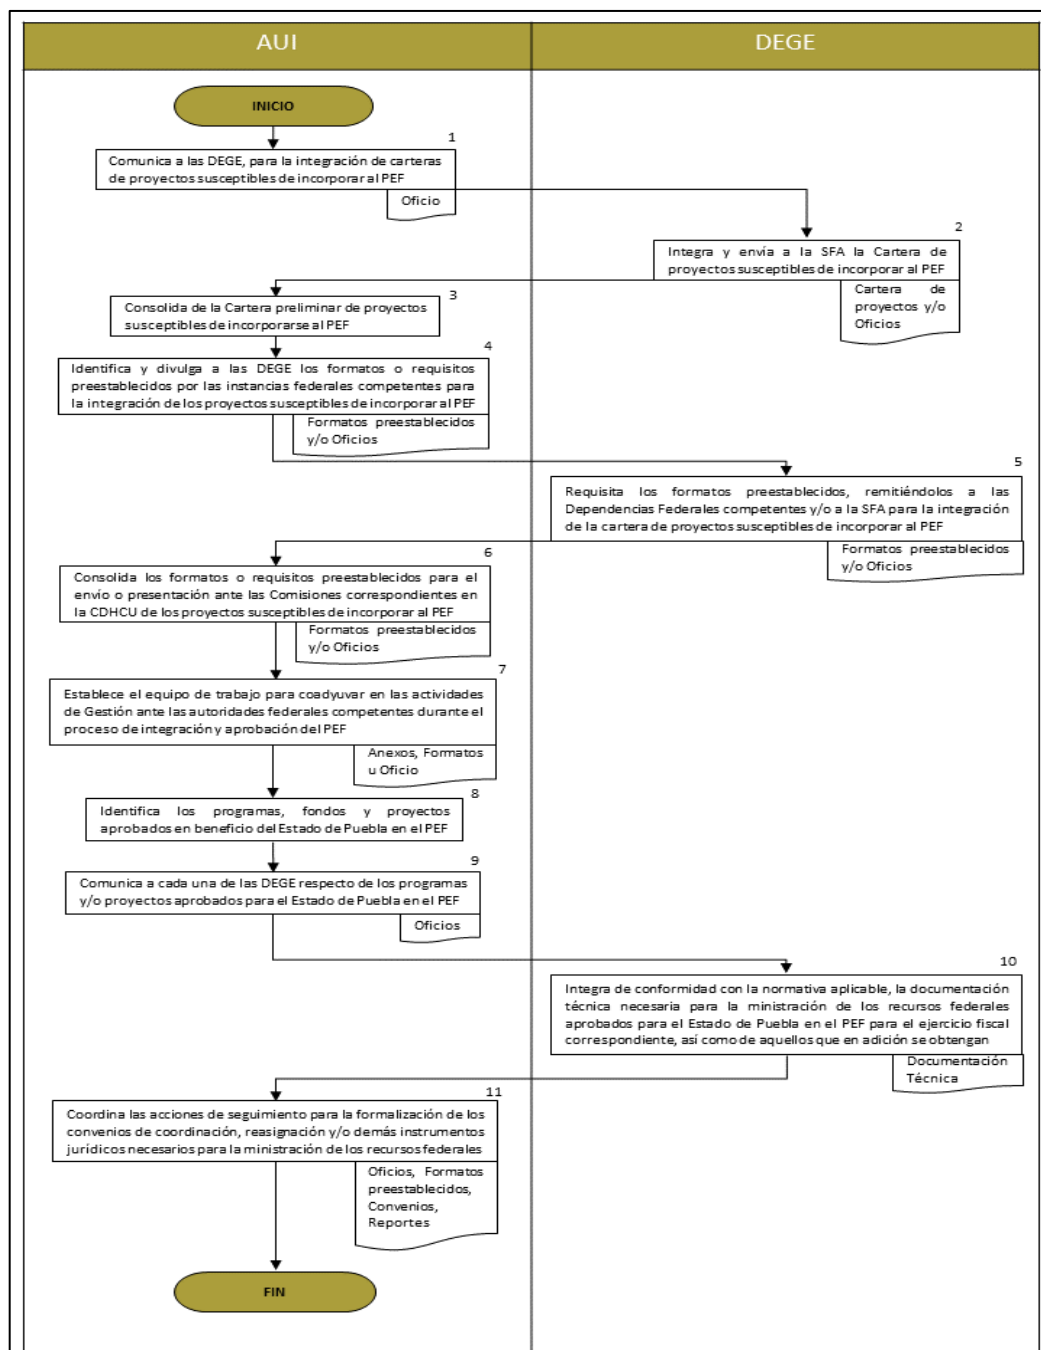 AUI
DEGE
INICIO
1
Comunica a las DEGE, para la integración de carteras
de proyectos susceptibles de incorporar al PEF
Oficio
2
Integra y envía a la SFA la Cartera de
proyectos susceptibles de incorporar al PEF
Cartera de
proyectos y/o
Oficios
3
Consolida de la Cartera preliminar de proyectos
susceptibles de incorporarse al PEF
4
Identifica y divulga a las DEGE los formatos o requisitos
preestablecidos por las instancias federales competentes para
la integración de los proyectos susceptibles de incorporar al PEF
Formatos preestablecidos
y/o Oficios
5
Requisita los formatos preestablecidos, remitiéndolos a las
Dependencias Federales competentes y/o a la SFA para la integración
de la cartera de proyectos susceptibles de incorporar al PEF
Formatos preestablecidos
y/o Oficios
6
Consolida los formatos o requisitos preestablecidos para el
envío o presentación ante las Comisiones correspondientes en
la CDHCU de los proyectos susceptibles de incorporar al PEF
Formatos preestablecidos
y/o Oficios
7
Establece el equipo de trabajo para coadyuvar en las actividades
de Gestión ante las autoridades federales competentes durante el
proceso de integración y aprobación del PEF
Anexos, Formatos
u Oficio
8
Identifica los programas, fondos y proyectos
aprobados en beneficio del Estado de Puebla en el PEF
9
Comunica a cada una de las DEGE respecto de los programas
y/o proyectos aprobados para el Estado de Puebla en el PEF
Oficios
10
Integra de conformidad con la normativa aplicable, la documentación
técnica necesaria para la ministración de los recursos federales
aprobados para el Estado de Puebla en el PEF para el ejercicio fiscal
correspondiente, así como de aquellos que en adición se obtengan
Documentación
Técnica
11
Coordina las acciones de seguimiento para la formalización de los
convenios de coordinación, reasignación y/o demás instrumentos
jurídicos necesarios para la ministración de los recursos federales
Oficios, Formatos
preestablecidos,
Convenios,
Reportes
FIN